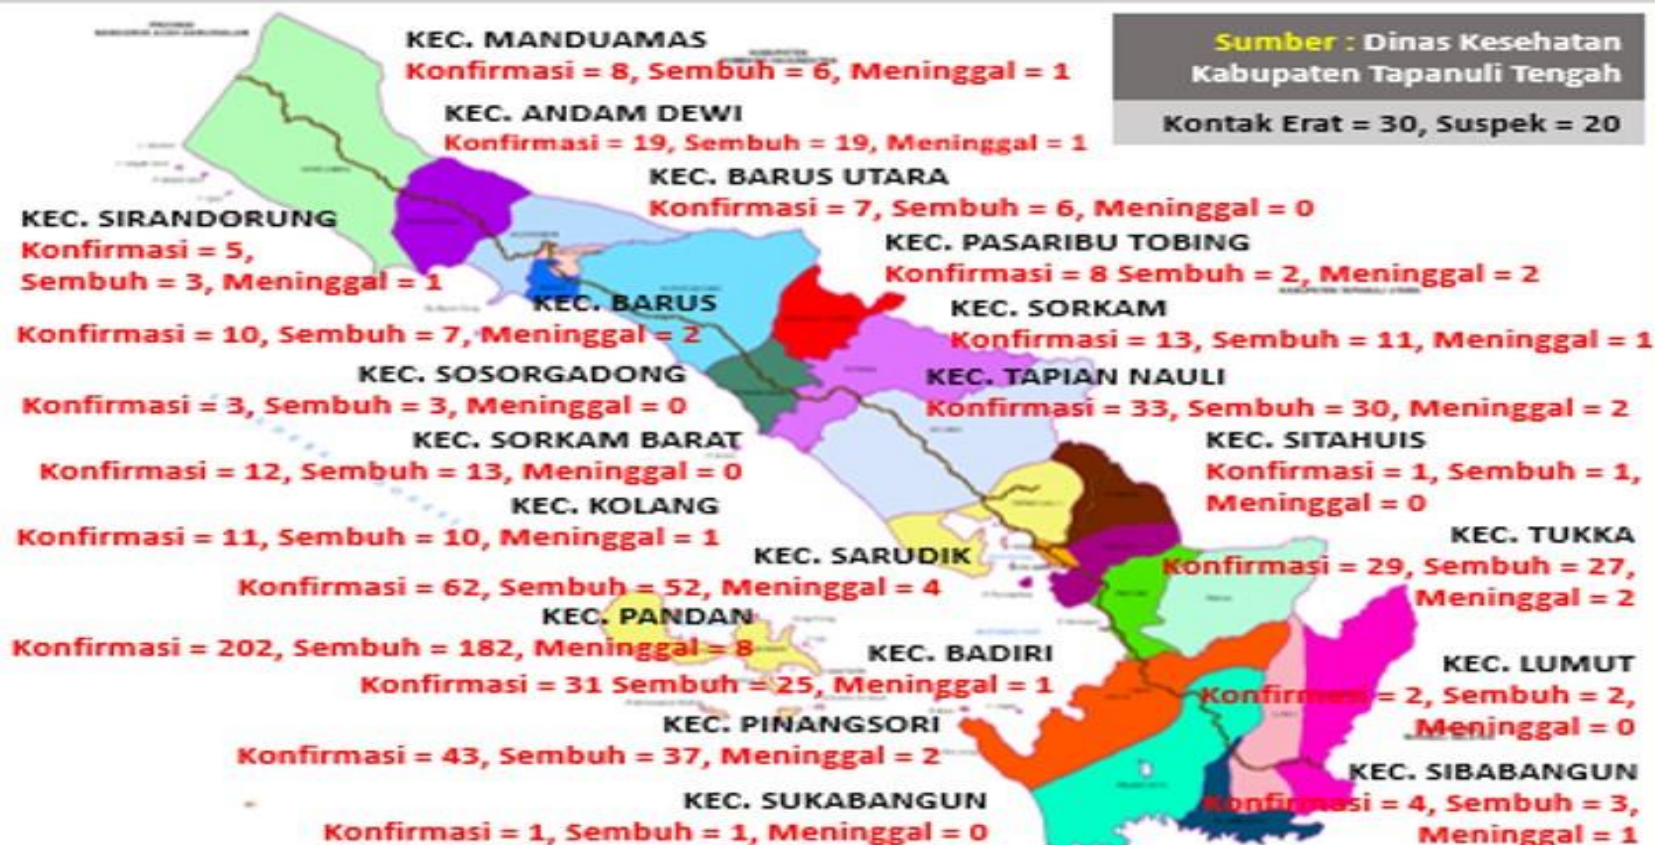 KEC. MANDUAMAS
Konfirmasi = 8, Sembuh = 6, Meninggal = 1
Sumber : Dinas Kesehatan
Kabupaten Tapanuli Tengah
Kontak Erat = 30, Suspek = 20
KEC. ANDAM DEWI
Konfirmasi = 19, Sembuh = 19, Meninggal = 1
KEC. BARUS UTARA
Konfirmasi = 7, Sembuh = 6, Meninggal = 0
KEC. SIRANDORUNG
Konfirmasi = 5,
Sembuh = 3, Meninggal = 1
KEC. PASARIBU TOBING
Konfirmasi = 8 Sembuh = 2, Meninggal = 2
KEC. BARUS
Konfirmasi = 10, Sembuh = 7, Meninggal = 2
KEC. SORKAM
Konfirmasi = 13, Sembuh = 11, Meninggal = 1
KEC. SOSORGADONG
Konfirmasi = 3, Sembuh = 3, Meninggal = 0
KEC. TAPIAN NAULI
Konfirmasi = 33, Sembuh = 30, Meninggal = 2
KEC. SORKAM BARAT
Konfirmasi = 12, Sembuh = 13, Meninggal = 0
KEC. SITAHUIS
Konfirmasi = 1, Sembuh = 1,
Meninggal = 0
KEC. KOLANG
Konfirmasi = 11, Sembuh = 10, Meninggal = 1
KEC. TUKKA
Konfirmasi = 29, Sembuh = 27,
Meninggal = 2
KEC. SARUDIK
Konfirmasi = 62, Sembuh = 52, Meninggal = 4
KEC. PANDAN
Konfirmasi = 202, Sembuh = 182, Meninggal = 8
KEC. BADIRI
Konfirmasi = 31 Sembuh = 25, Meninggal = 1
KEC. LUMUT
Konfirmasi = 2, Sembuh = 2,
Meninggal = 0
KEC. PINANGSORI
Konfirmasi = 43, Sembuh = 37, Meninggal = 2
KEC. SIBABANGUN
Konfirmasi = 4, Sembuh = 3,
Meninggal = 1
KEC. SUKABANGUN
Konfirmasi = 1, Sembuh = 1, Meninggal = 0